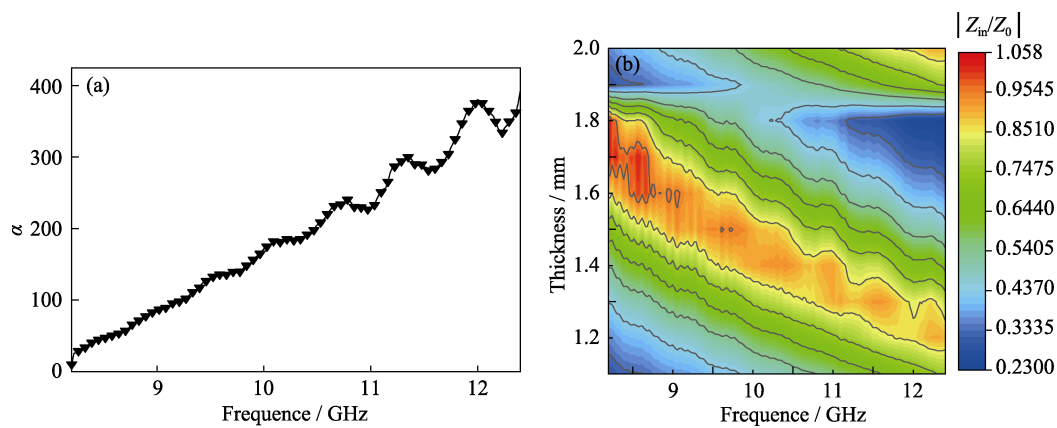 (a)
400
300
200
100
0
α
9 10 11 12
Frequence / GHz
(b)
2.0
1.8
1.6
1.4
1.2
Thickness / mm
9 10 11 12
Frequence / GHz
|Zin/Z0|
1.058
0.9545
0.8510
0.7475
0.6440
0.5405
0.4370
0.3335
0.2300